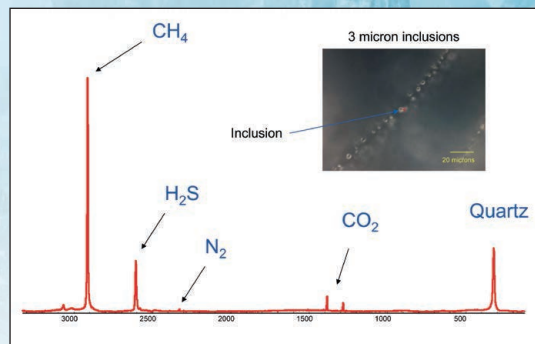 CH4
3 micron inclusions
Inclusion
20 microns
H2S
N2
CO2
Quartz
3000
2500
2000
1500
1000
500